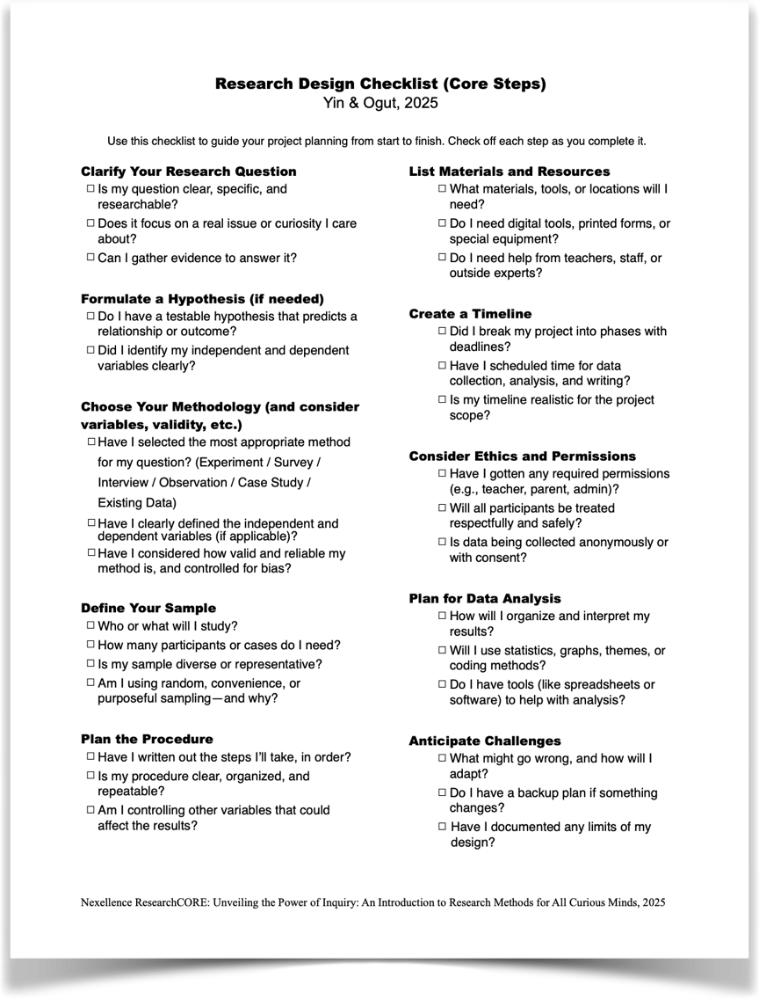 Research Design Checklist (Core Steps)
Yin & Ogut, 2025
Use this checklist to guide your project planning from start to finish. Check off each step as you complete it.
Clarify Your Research Question
☐ Is my question clear, specific, and
researchable?
☐ Does it focus on a real issue or curiosity I care
about?
☐ Can I gather evidence to answer it?
Formulate a Hypothesis (if needed)
☐ Do I have a testable hypothesis that predicts a
relationship or outcome?
☐ Did I identify my independent and dependent
variables clearly?
Choose Your Methodology (and consider
variables, validity, etc.)
☐ Have I selected the most appropriate method
for my question? (Experiment / Survey /
Interview / Observation / Case Study /
Existing Data)
☐ Have I clearly defined the independent and
dependent variables (if applicable)?
☐ Have I considered how valid and reliable my
method is, and controlled for bias?
Define Your Sample
☐ Who or what will I study?
☐ How many participants or cases do I need?
☐ Is my sample diverse or representative?
☐ Am I using random, convenience, or
purposeful sampling—and why?
Plan the Procedure
☐ Have I written out the steps I'll take, in order?
☐ Is my procedure clear, organized, and
repeatable?
☐ Am I controlling other variables that could
affect the results?
List Materials and Resources
☐ What materials, tools, or locations will I
need?
☐ Do I need digital tools, printed forms, or
special equipment?
☐ Do I need help from teachers, staff, or
outside experts?
Create a Timeline
☐ Did I break my project into phases with
deadlines?
☐ Have I scheduled time for data
collection, analysis, and writing?
☐ Is my timeline realistic for the project
scope?
Consider Ethics and Permissions
☐ Have I gotten any required permissions
(e.g., teacher, parent, admin)?
☐ Will all participants be treated
respectfully and safely?
☐ Is data being collected anonymously or
with consent?
Plan for Data Analysis
☐ How will I organize and interpret my
results?
☐ Will I use statistics, graphs, themes, or
coding methods?
☐ Do I have tools (like spreadsheets or
software) to help with analysis?
Anticipate Challenges
☐ What might go wrong, and how will I
adapt?
☐ Do I have a backup plan if something
changes?
☐ Have I documented any limits of my
design?
Nexellence ResearchCORE: Unveiling the Power of Inquiry: An Introduction to Research Methods for All Curious Minds, 2025